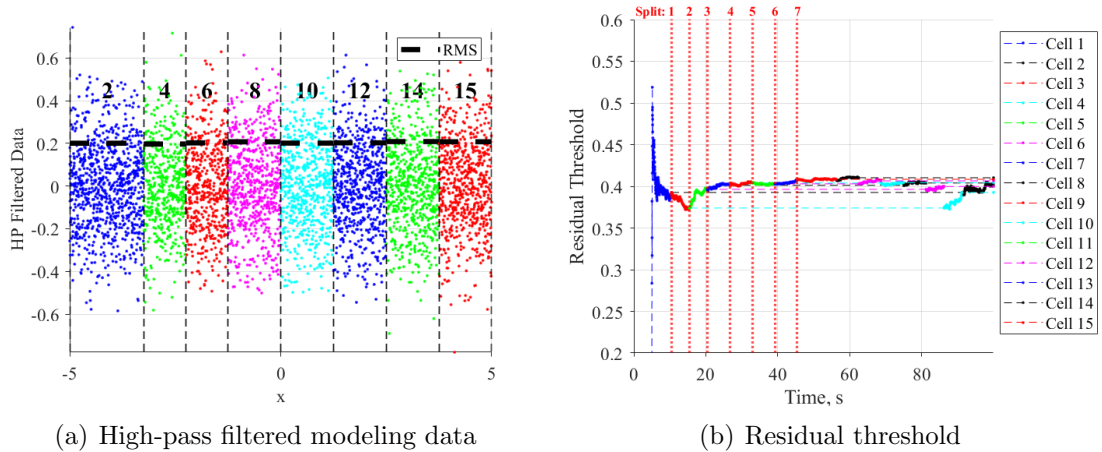 RMS
2 4 6 8 10 12 14 15
HP Filtered Data
0.6
0.4
0.2
0
-0.2
-0.4
-0.6
-5 0 5
x
(a) High-pass filtered modeling data
Split: 1 2 3 4 5 6 7
Residual Threshold
0.6
0.5
0.45
0.4
0.35
0.3
0.25
0.2
0 20 40 60 80
Time, s
Cell 1
Cell 2
Cell 3
Cell 4
Cell 5
Cell 6
Cell 7
Cell 8
Cell 9
Cell 10
Cell 11
Cell 12
Cell 13
Cell 14
Cell 15
(b) Residual threshold